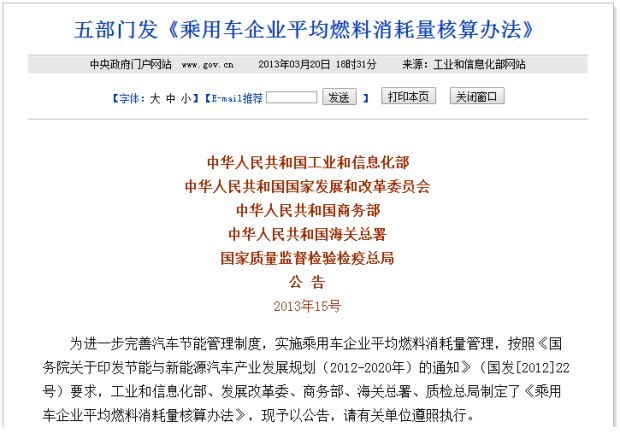 五部门发《乘用车企业平均燃料消耗量核算办法》
中央政府门户网站 www.gov.cn 2013年03月20日 18时31分 来源：工业和信息化部网站
【字体：大 中 小】【E-mail推荐 发送 】 打印本页 关闭窗口
中华人民共和国工业和信息化部
中华人民共和国国家发展和改革委员会
中华人民共和国商务部
中华人民共和国海关总署
国家质量监督检验检疫总局
公 告
2013年15号
为进一步完善汽车节能管理制度，实施乘用车企业平均燃料消耗量管理，按照《国
务院关于印发节能与新能源汽车产业发展规划（2012-2020年）的通知》（国发[2012]22
号）要求，工业和信息化部、发展改革委、商务部、海关总署、质检总局制定了《乘用
车企业平均燃料消耗量核算办法》，现予以公告，请有关单位遵照执行。